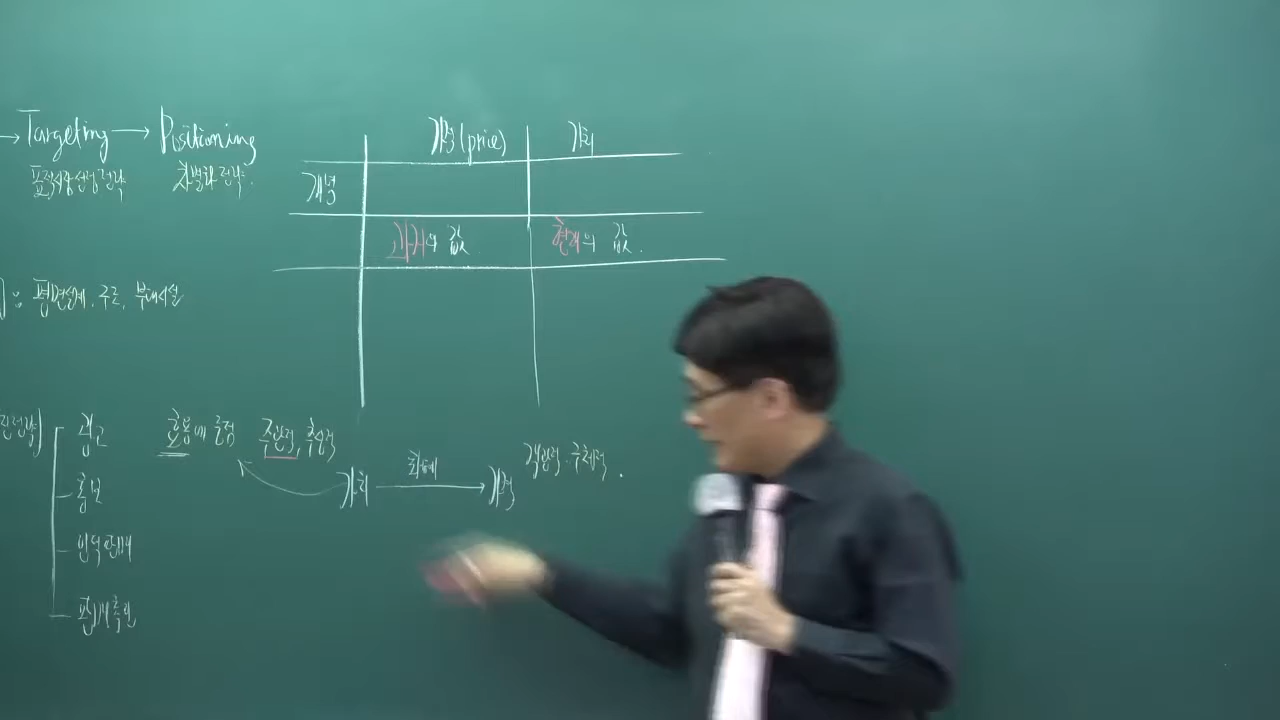 → Targeting → Positioning
표적시장선정전략 차별화 전략.
가격(price) 가치
개념
과거의 값. 현재의 값.
: 평면설계, 구조, 부대시설
광고
홍보
인적판매
판매촉진
효용에 중점 주관적, 추상적
가치 화폐 → 가격 객관적·구체적.